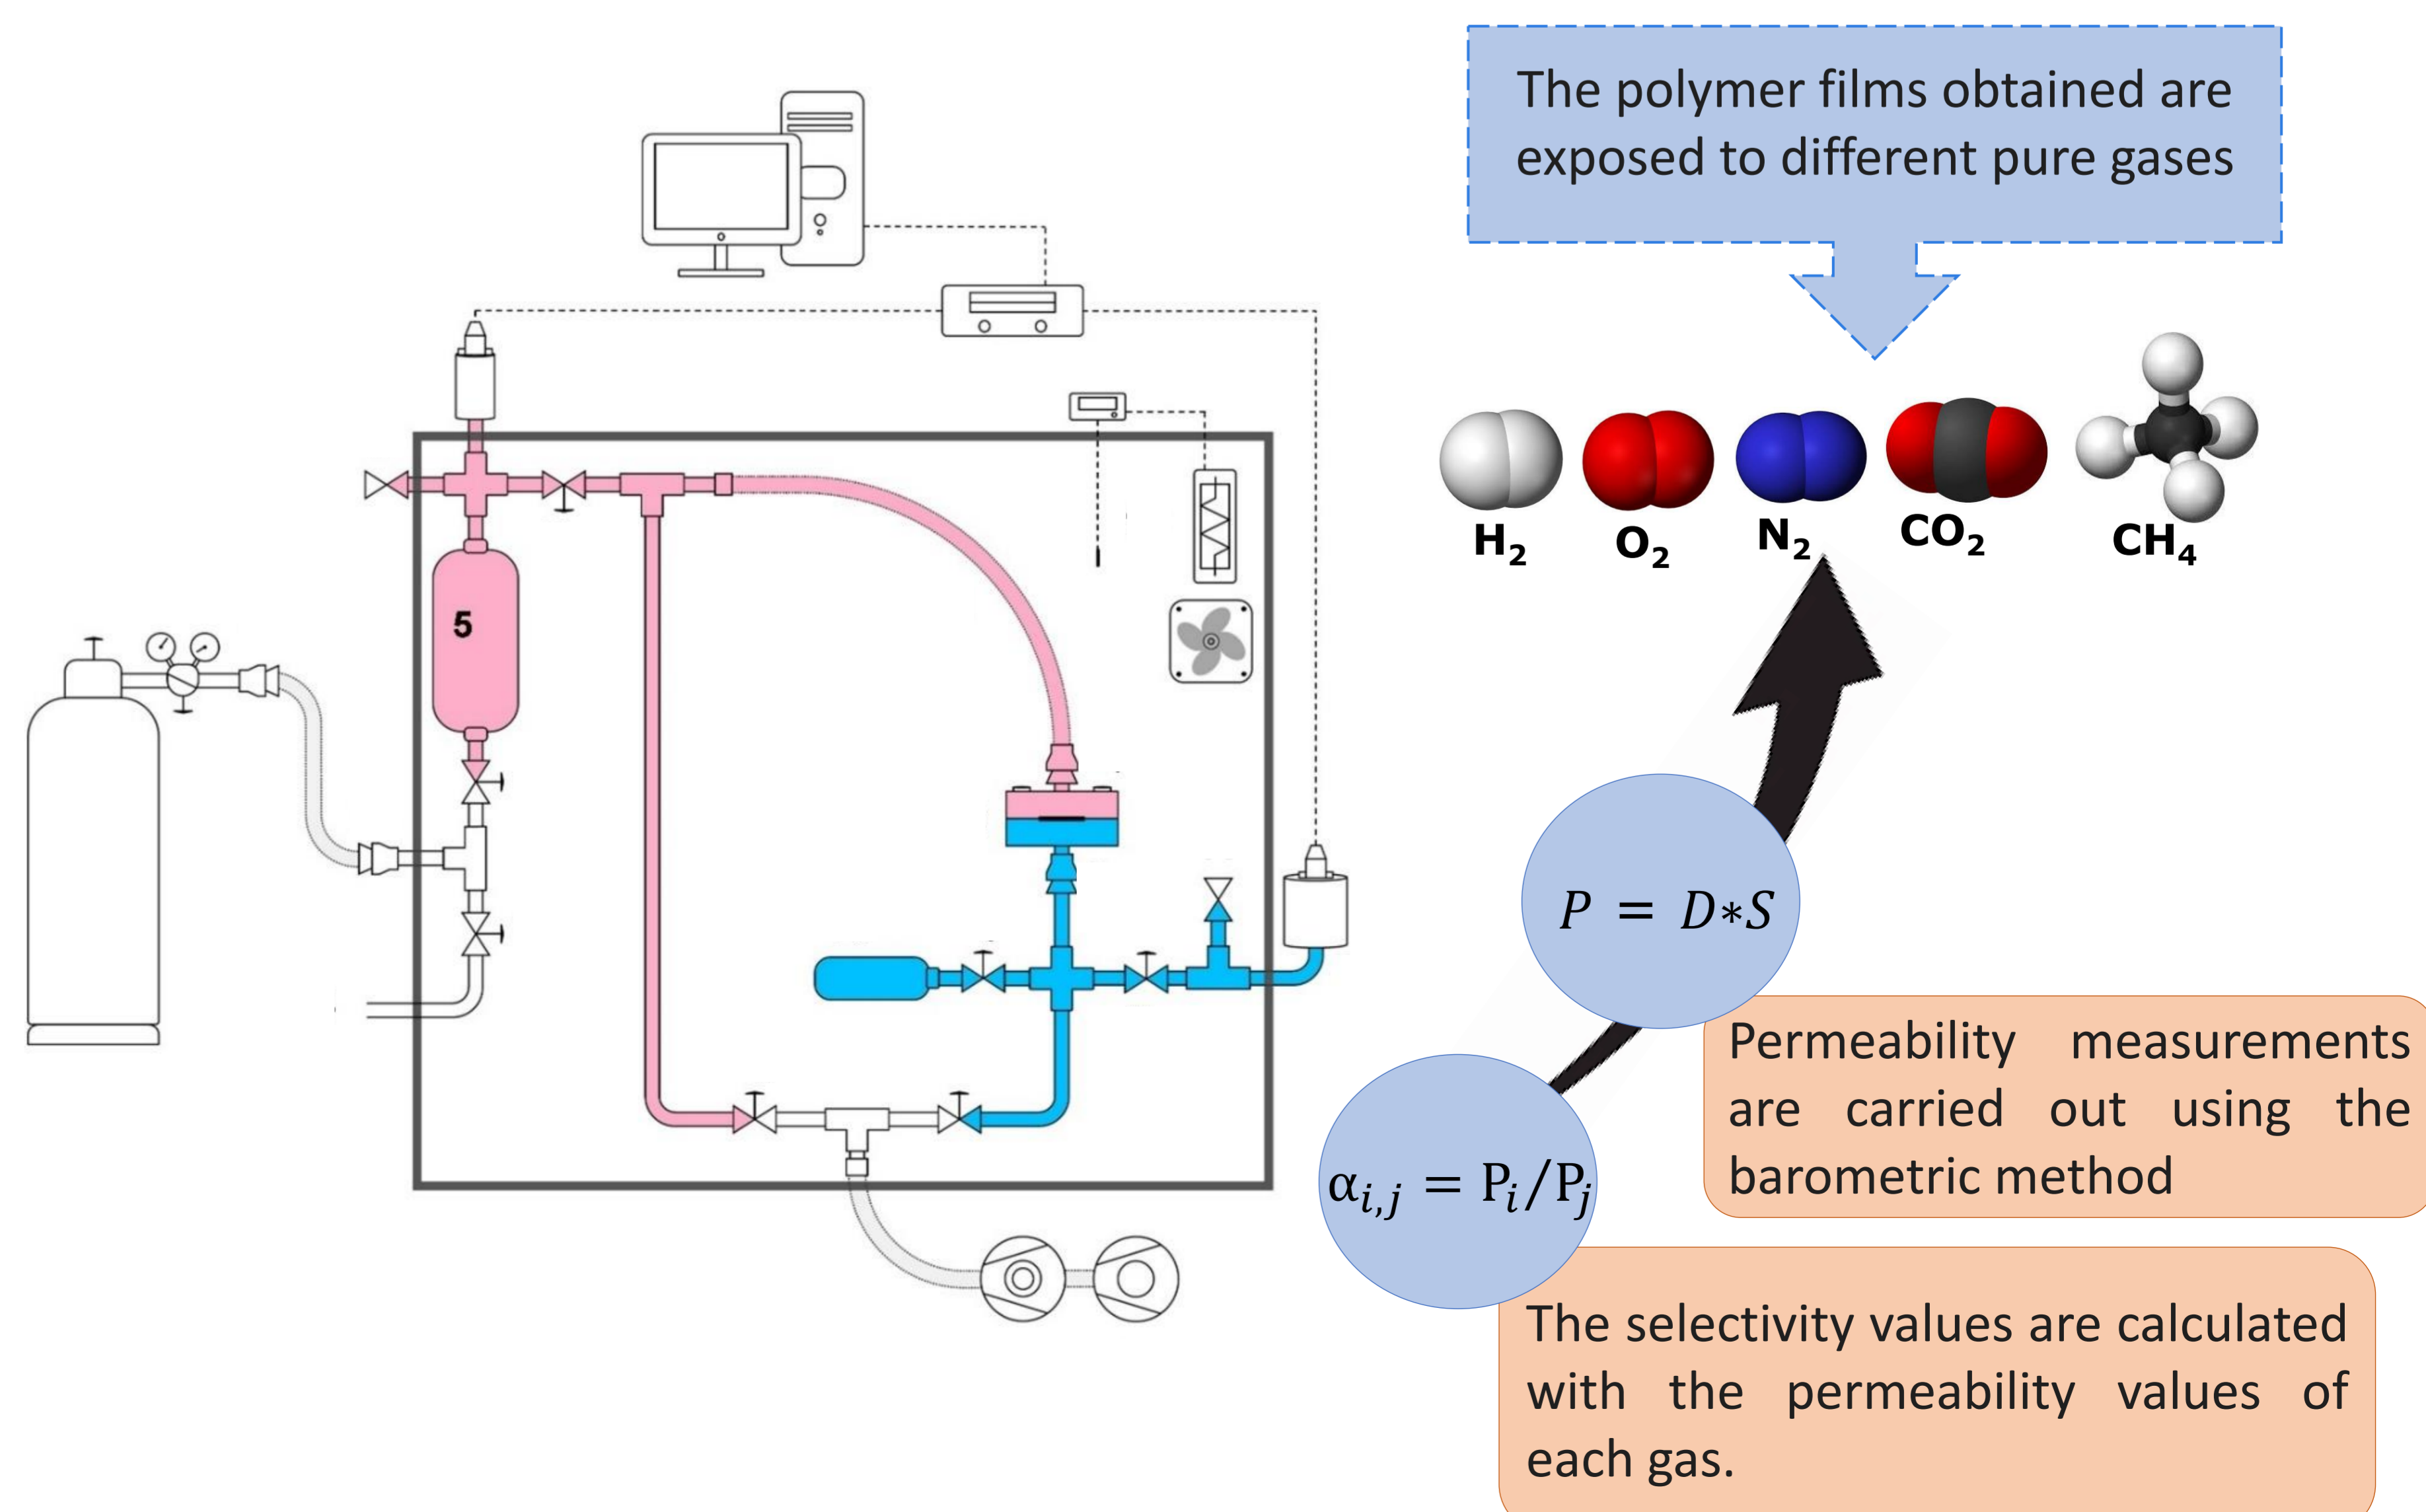 The polymer films obtained are
exposed to different pure gases
H₂ O₂ N₂ CO₂ CH₄
5
P = D*S
Permeability measurements
are carried out using the
barometric method
αᵢ,ⱼ = Pᵢ/Pⱼ
The selectivity values are calculated
with the permeability values of
each gas.